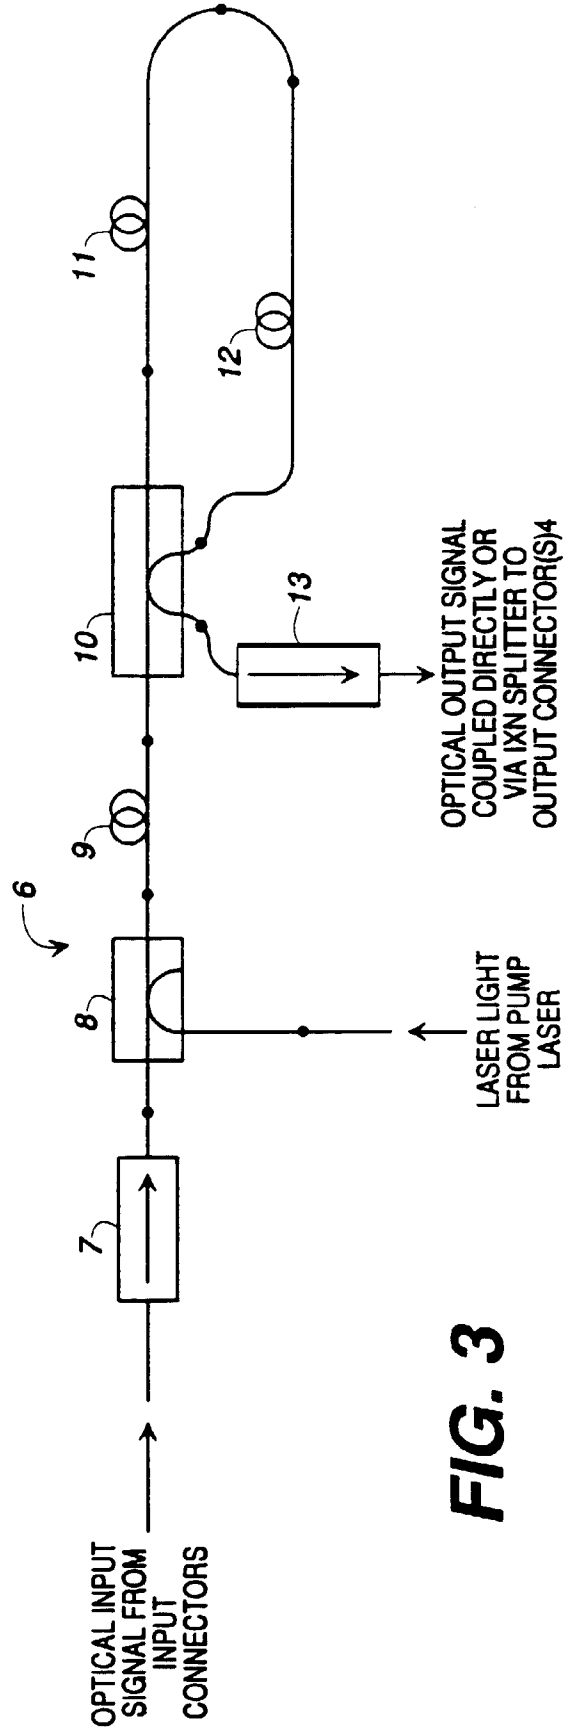 6
7
8
9
10
11
12
13
OPTICAL INPUT
SIGNAL FROM
INPUT
CONNECTORS
LASER LIGHT
FROM PUMP
LASER
OPTICAL OUTPUT SIGNAL
COUPLED DIRECTLY OR
VIA IXN SPLITTER TO
OUTPUT CONNECTOR(S)4
FIG. 3